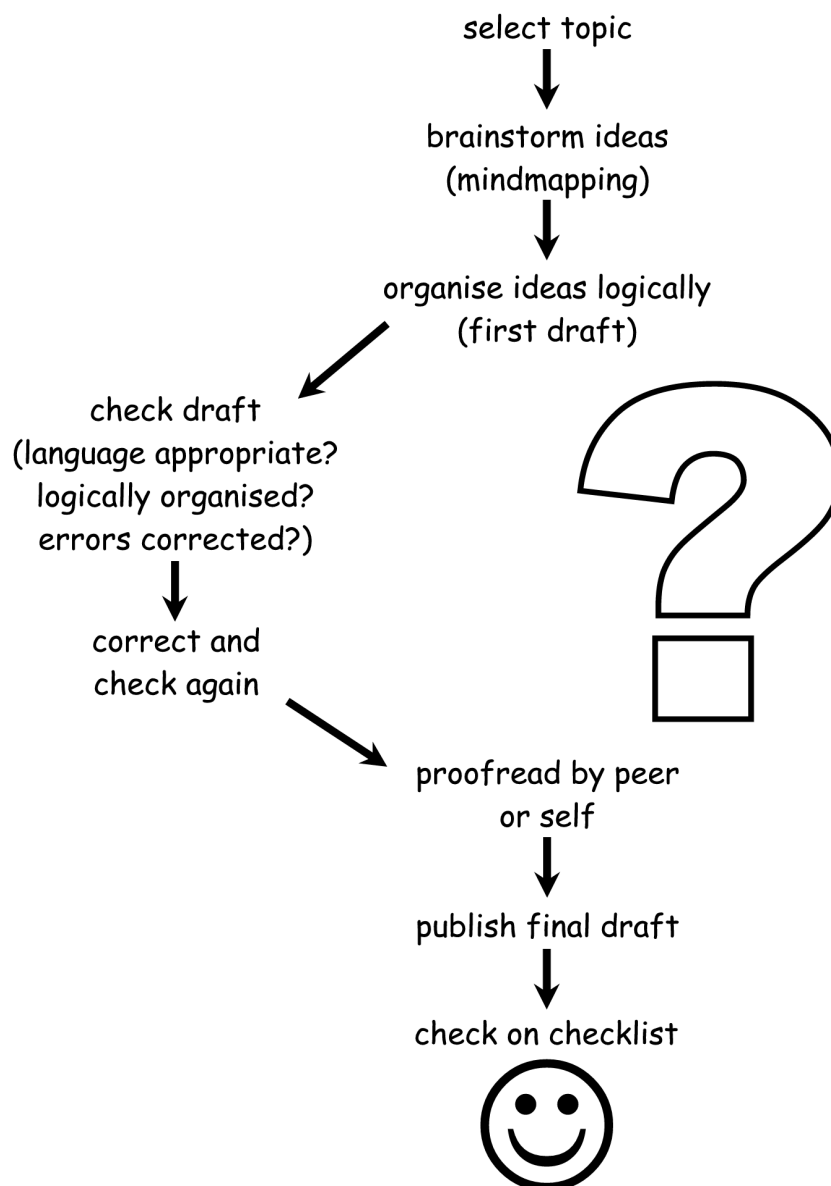 select topic
brainstorm ideas
(mindmapping)
organise ideas logically
(first draft)
check draft
(language appropriate?
logically organised?
errors corrected?)
correct and
check again
?
proofread by peer
or self
publish final draft
check on checklist